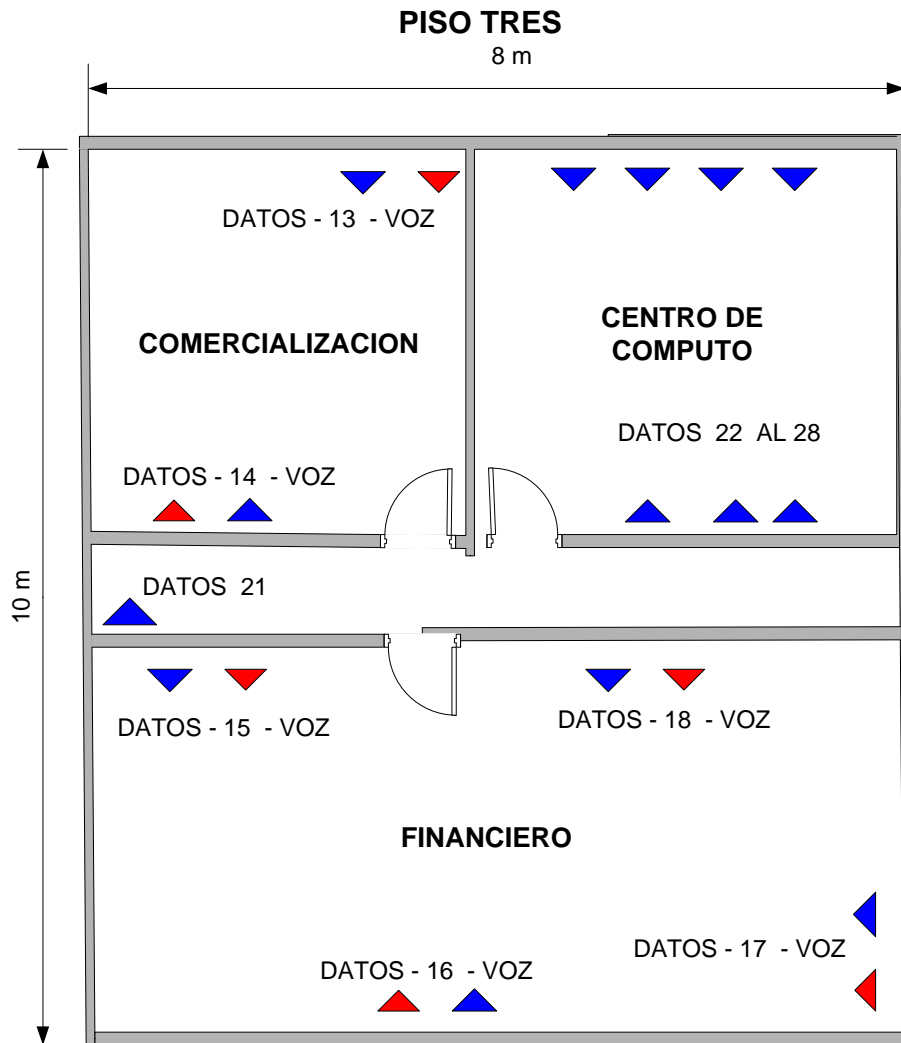 PISO TRES
8 m
DATOS - 13 - VOZ
COMERCIALIZACION
CENTRO DE
COMPUTO
DATOS 22 AL 28
DATOS - 14 - VOZ
DATOS 21
10 m
DATOS - 15 - VOZ
DATOS - 18 - VOZ
FINANCIERO
DATOS - 17 - VOZ
DATOS - 16 - VOZ